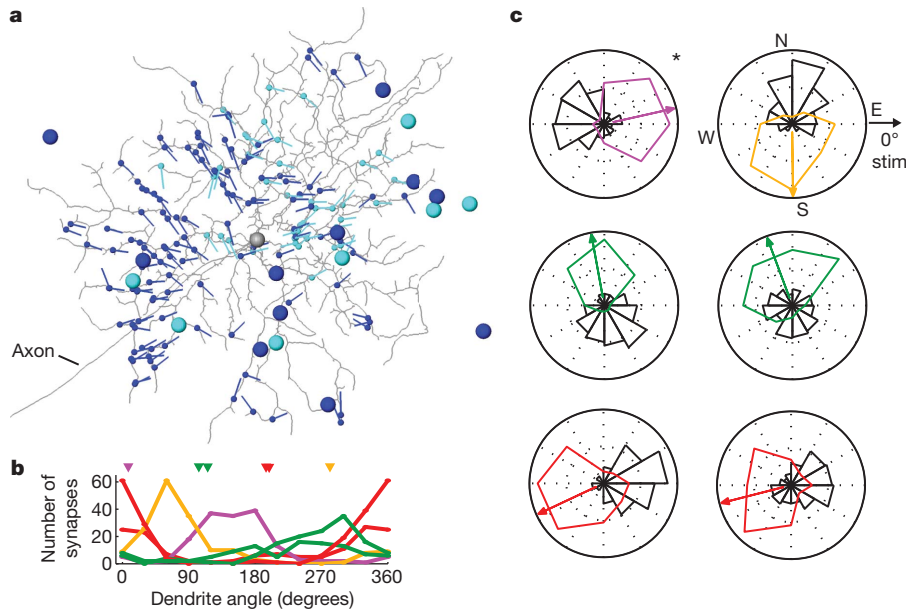 a
Axon
b
Number of
synapses
60
40
20
0
0 90 180 270 360
Dendrite angle (degrees)
c
*
N
E
W
0°
stim
S